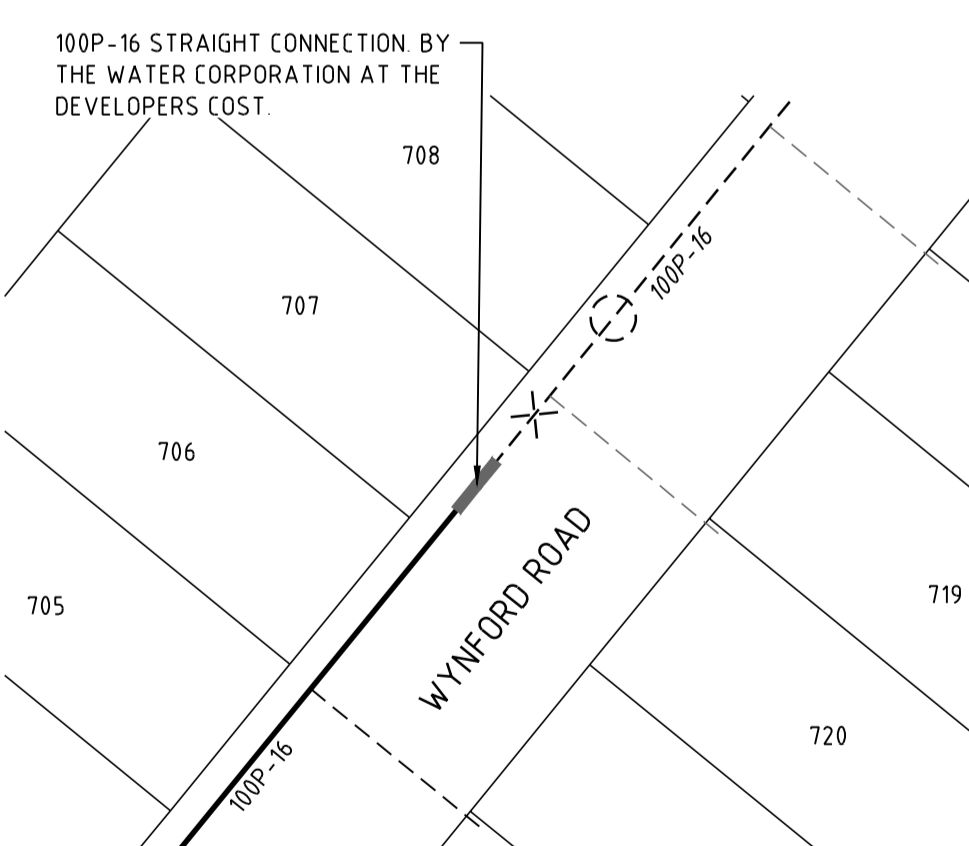 100P-16 STRAIGHT CONNECTION. BY
THE WATER CORPORATION AT THE
DEVELOPERS COST.
708
707
100P-16
706
705
WYNFORD ROAD
719
720
100P-16